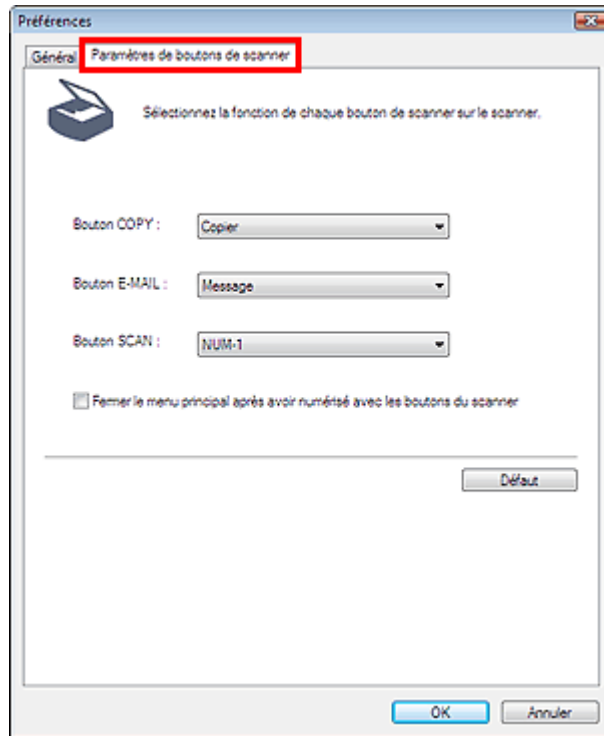 Préférences
Général Paramètres de boutons de scanner
Sélectionnez la fonction de chaque bouton de scanner sur le scanner.
Bouton COPY : Copier
Bouton E-MAIL : Message
Bouton SCAN : NUM-1
Fermer le menu principal après avoir numérisé avec les boutons du scanner
Défaut
OK Annuler